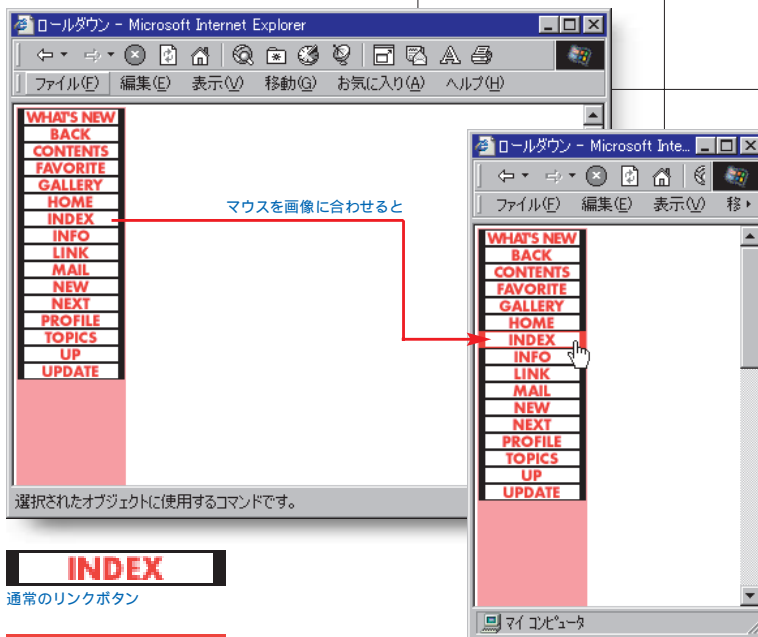 ロールダウン - Microsoft Internet Explorer
ファイル(F) 編集(E) 表示(V) 移動(G) お気に入り(A) ヘルプ(H)
WHAT'S NEW
BACK
CONTENTS
FAVORITE
GALLERY
HOME
INDEX
INFO
LINK
MAIL
NEW
NEXT
PROFILE
TOPICS
UP
UPDATE
選択されたオブジェクトに使用するコマンドです。
マウスを画像に合わせると
ロールダウン - Microsoft Inte...
ファイル(F) 編集(E) 表示(V) 移
WHAT'S NEW
BACK
CONTENTS
FAVORITE
GALLERY
HOME
INDEX
INFO
LINK
MAIL
NEW
NEXT
PROFILE
TOPICS
UP
UPDATE
マイ コンピュータ
INDEX
通常のリンクボタン